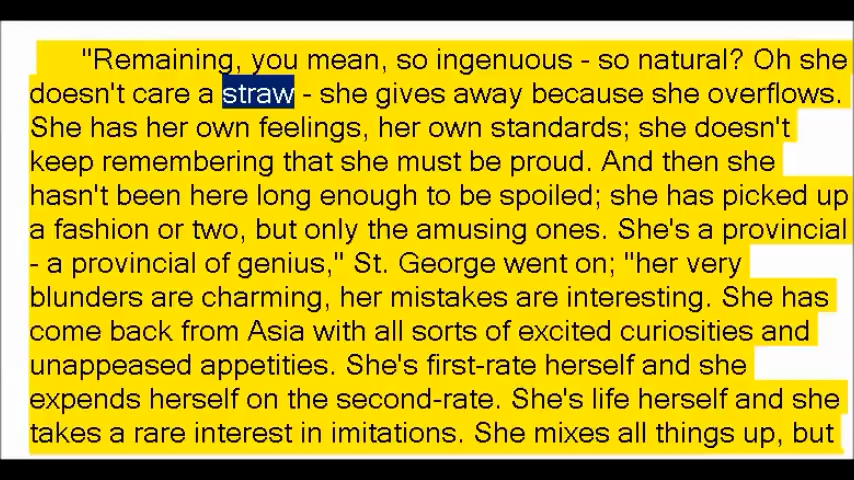 "Remaining, you mean, so ingenuous - so natural? Oh she
doesn't care a straw - she gives away because she overflows.
She has her own feelings, her own standards; she doesn't
keep remembering that she must be proud. And then she
hasn't been here long enough to be spoiled; she has picked up
a fashion or two, but only the amusing ones. She's a provincial
- a provincial of genius," St. George went on; "her very
blunders are charming, her mistakes are interesting. She has
come back from Asia with all sorts of excited curiosities and
unappeased appetities. She's first-rate herself and she
expends herself on the second-rate. She's life herself and she
takes a rare interest in imitations. She mixes all things up, but